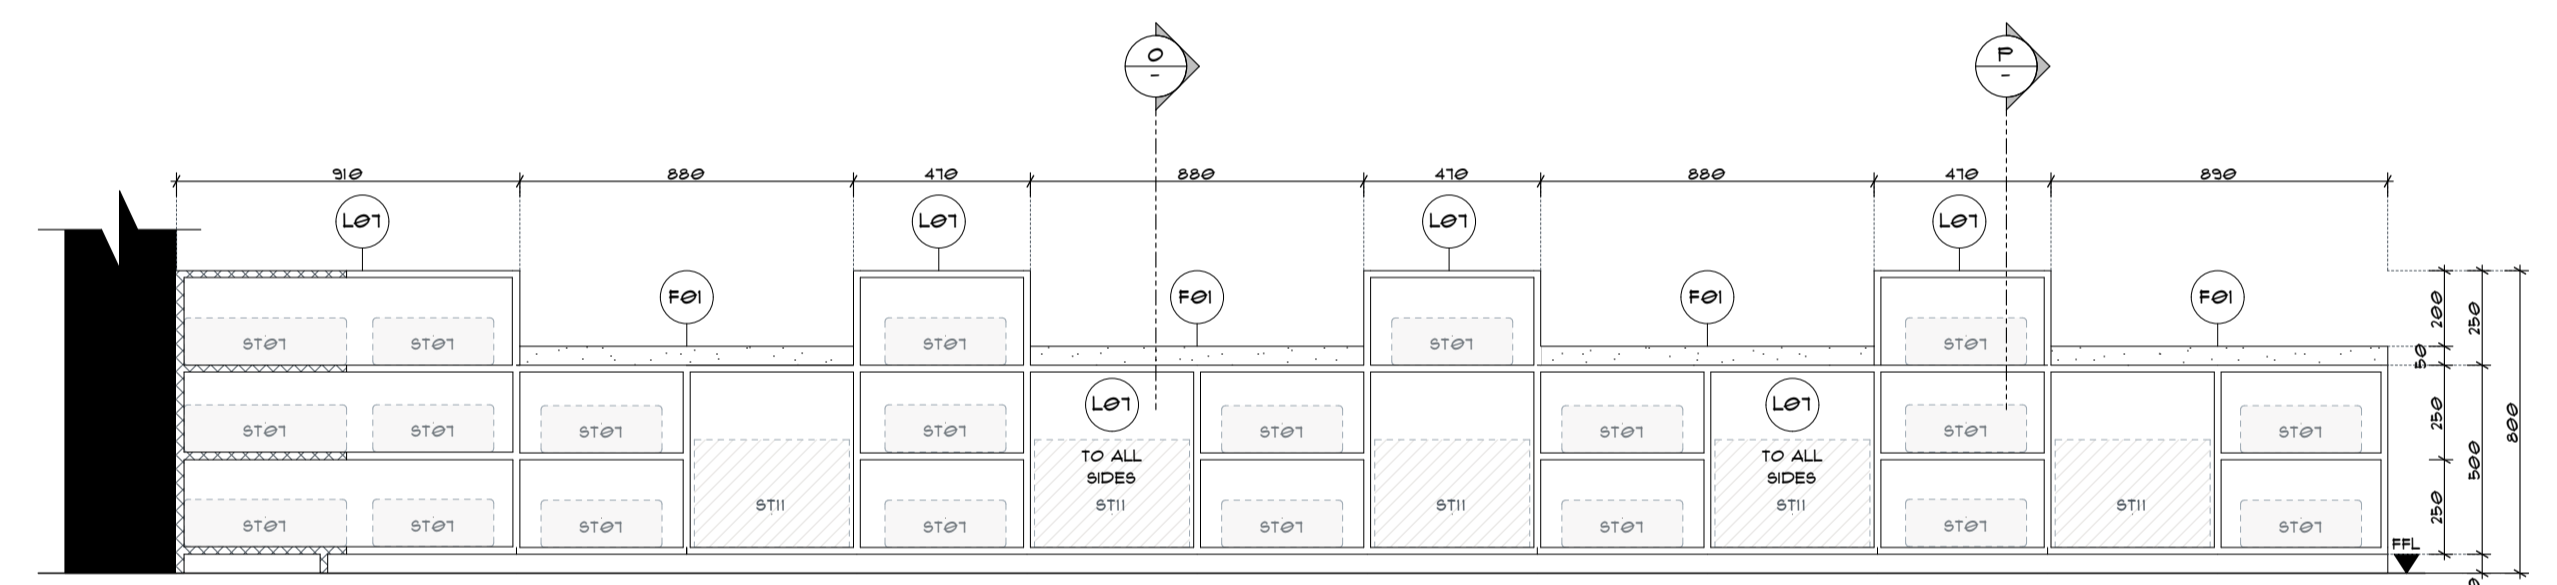 O P
- -
910 880 470 880 470 880 470 890
L07 L07 L07 L07
F01 F01 F01 F01
200 250
ST07 ST07 ST07 ST07 ST07
50
L07 L07
250 800
ST07 ST07 ST07 ST07 ST07 ST07 ST07 ST07
TO ALL
SIDES
TO ALL
SIDES
500
ST11 ST11 ST11 ST11 ST11
250
ST07 ST07 ST07 ST07 ST07 ST07 ST07 ST07
FFL